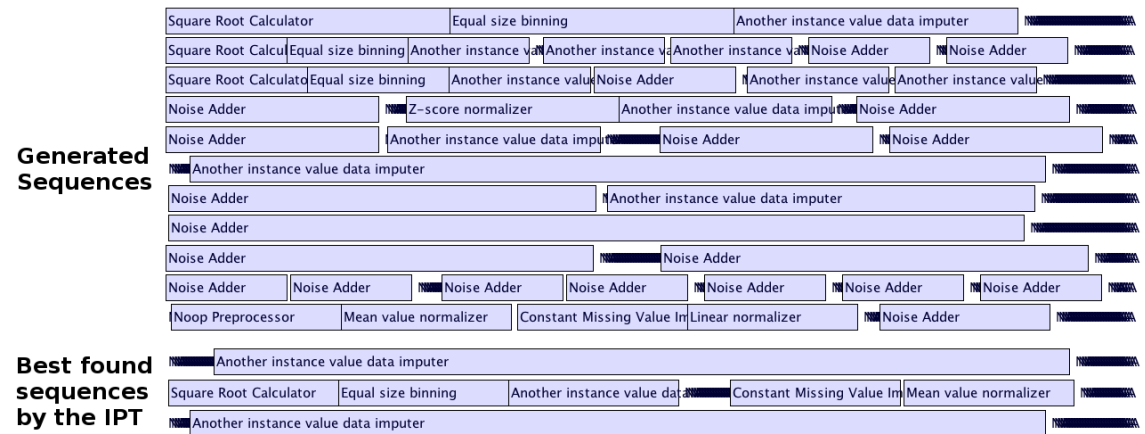 Square Root Calculator Equal size binning Another instance value data imputer
Square Root Calcul Equal size binning Another instance va Another instance va Another instance va Noise Adder Noise Adder
Square Root Calculato Equal size binning Another instance value Noise Adder Another instance value Another instance value
Noise Adder Z-score normalizer Another instance value data imput Noise Adder
Noise Adder Another instance value data imput Noise Adder Noise Adder
Generated
Sequences
Another instance value data imputer
Noise Adder Another instance value data imputer
Noise Adder
Noise Adder Noise Adder
Noise Adder Noise Adder Noise Adder Noise Adder Noise Adder Noise Adder Noise Adder
Noop Preprocessor Mean value normalizer Constant Missing Value Im Linear normalizer Noise Adder
Best found
sequences
by the IPT
Another instance value data imputer
Square Root Calculator Equal size binning Another instance value data Constant Missing Value Im Mean value normalizer
Another instance value data imputer